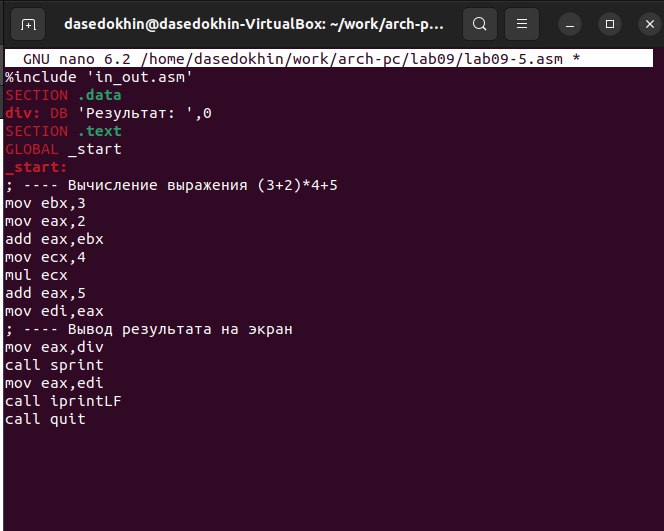 dasedokhin@dasedokhin-VirtualBox: ~/work/arch-p...
GNU nano 6.2 /home/dasedokhin/work/arch-pc/lab09/lab09-5.asm *
%include 'in_out.asm'
SECTION .data
div: DB 'Результат: ',0
SECTION .text
GLOBAL _start
_start:
; ---- Вычисление выражения (3+2)*4+5
mov ebx,3
mov eax,2
add eax,ebx
mov ecx,4
mul ecx
add eax,5
mov edi,eax
; ---- Вывод результата на экран
mov eax,div
call sprint
mov eax,edi
call iprintLF
call quit